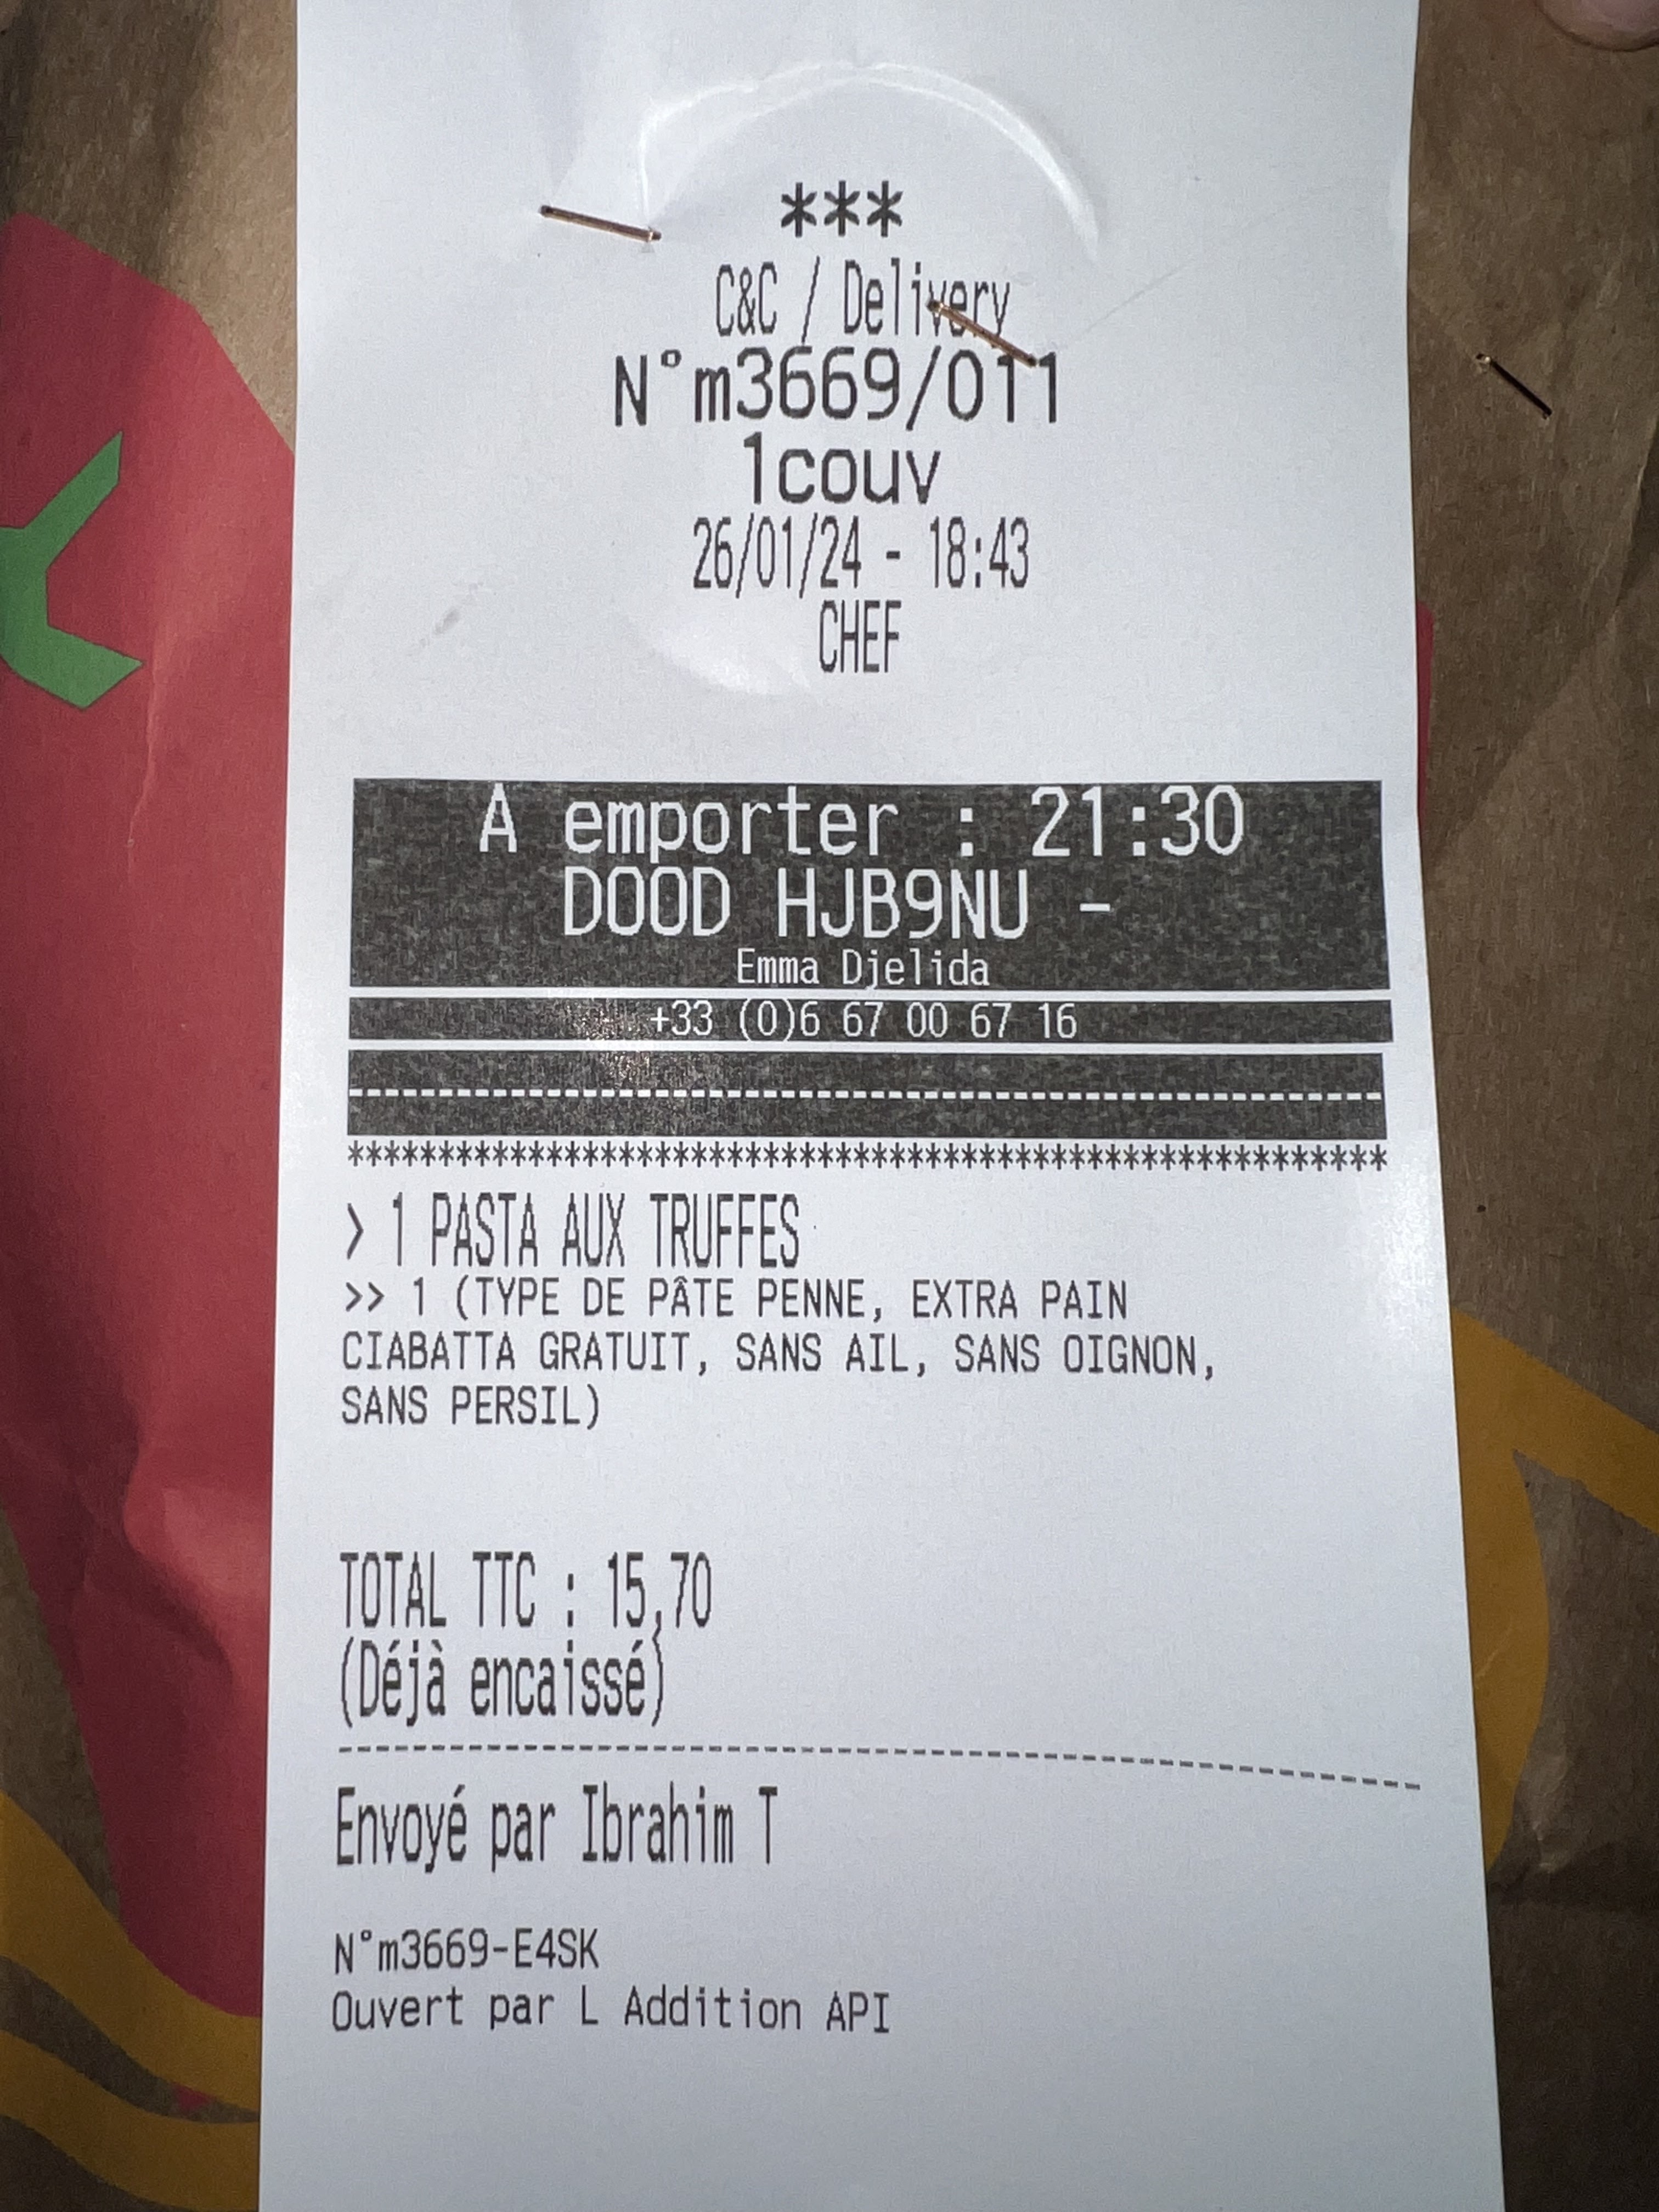 ***
C&C / Delivery
N°m3669/011
1couv
26/01/24 - 18:43
CHEF
A emporter : 21:30
DOOD HJB9NU -
Emma Djelida
+33 (0)6 67 00 67 16
----------------------------------------------------------
**********************************************************
> 1 PASTA AUX TRUFFES
>> 1 (TYPE DE PÂTE PENNE, EXTRA PAIN
CIABATTA GRATUIT, SANS AIL, SANS OIGNON,
SANS PERSIL)
TOTAL TTC : 15,70
(Déjà encaissé)
----------------------------------------------------------
Envoyé par Ibrahim T
N°m3669-E4SK
Ouvert par L Addition API